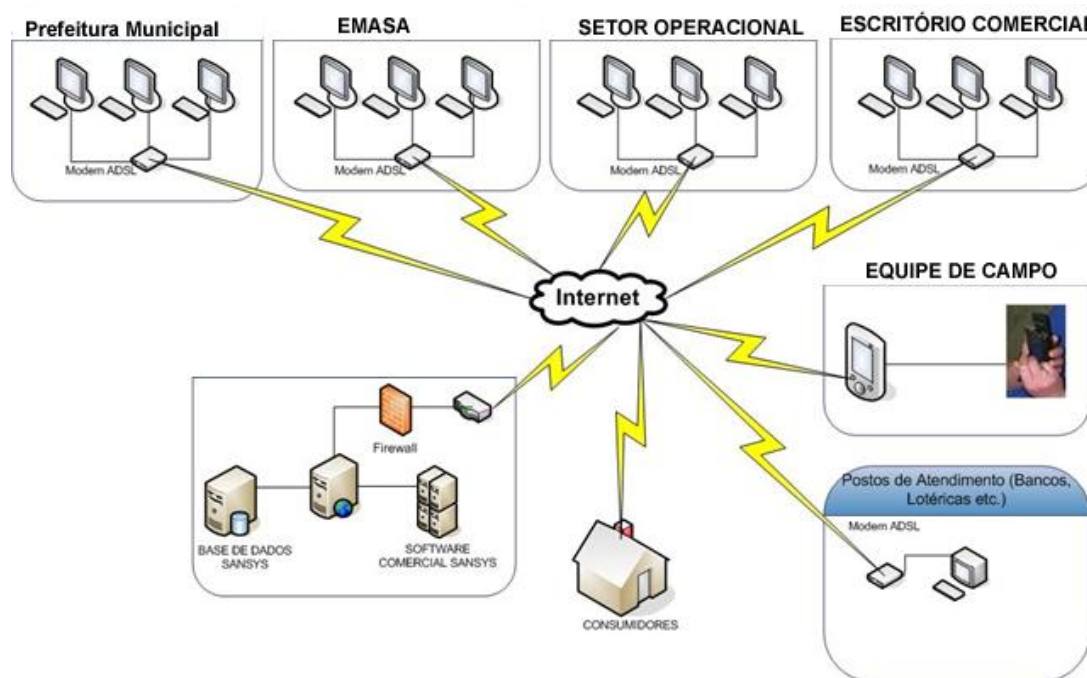 Prefeitura Municipal
EMASA
SETOR OPERACIONAL
ESCRITÓRIO COMERCIAL
Modem ADSL
Modem ADSL
Modem ADSL
Modem ADSL
Internet
EQUIPE DE CAMPO
Firewall
BASE DE DADOS
SANSYS
SOFTWARE
COMERCIAL SANSYS
CONSUMIDORES
Postos de Atendimento (Bancos,
Lotéricas etc.)
Modem ADSL